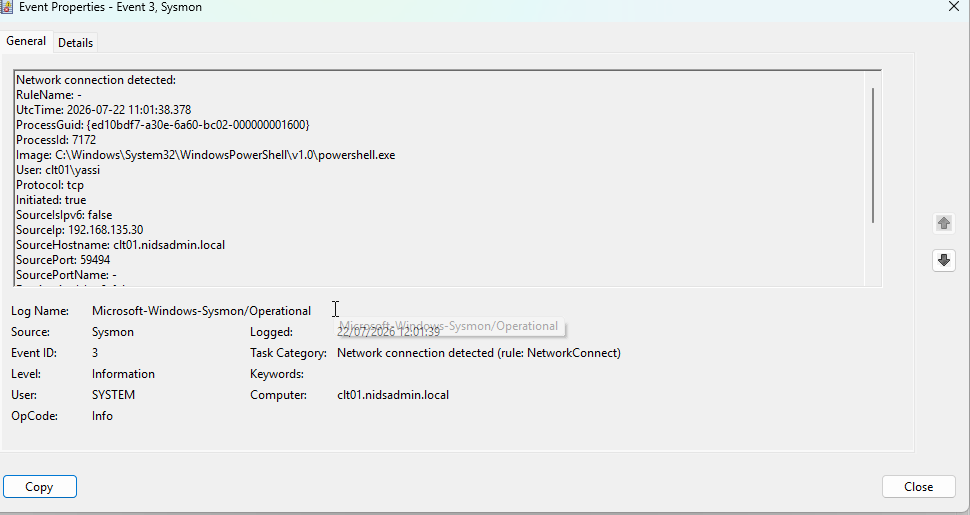 Event Properties - Event 3, Sysmon
General Details
Network connection detected:
RuleName: -
UtcTime: 2026-07-22 11:01:38.378
ProcessGuid: {ed10bdf7-a30e-6a60-bc02-000000001600}
ProcessId: 7172
Image: C:\Windows\System32\WindowsPowerShell\v1.0\powershell.exe
User: clt01\yassi
Protocol: tcp
Initiated: true
SourceIsIpv6: false
SourceIp: 192.168.135.30
SourceHostname: clt01.nidsadmin.local
SourcePort: 59494
SourcePortName: -
Log Name: Microsoft-Windows-Sysmon/Operational
Microsoft-Windows-Sysmon/Operational
Source: Sysmon Logged: 22/07/2026 12:01:39
Event ID: 3 Task Category: Network connection detected (rule: NetworkConnect)
Level: Information Keywords:
User: SYSTEM Computer: clt01.nidsadmin.local
OpCode: Info
Copy Close